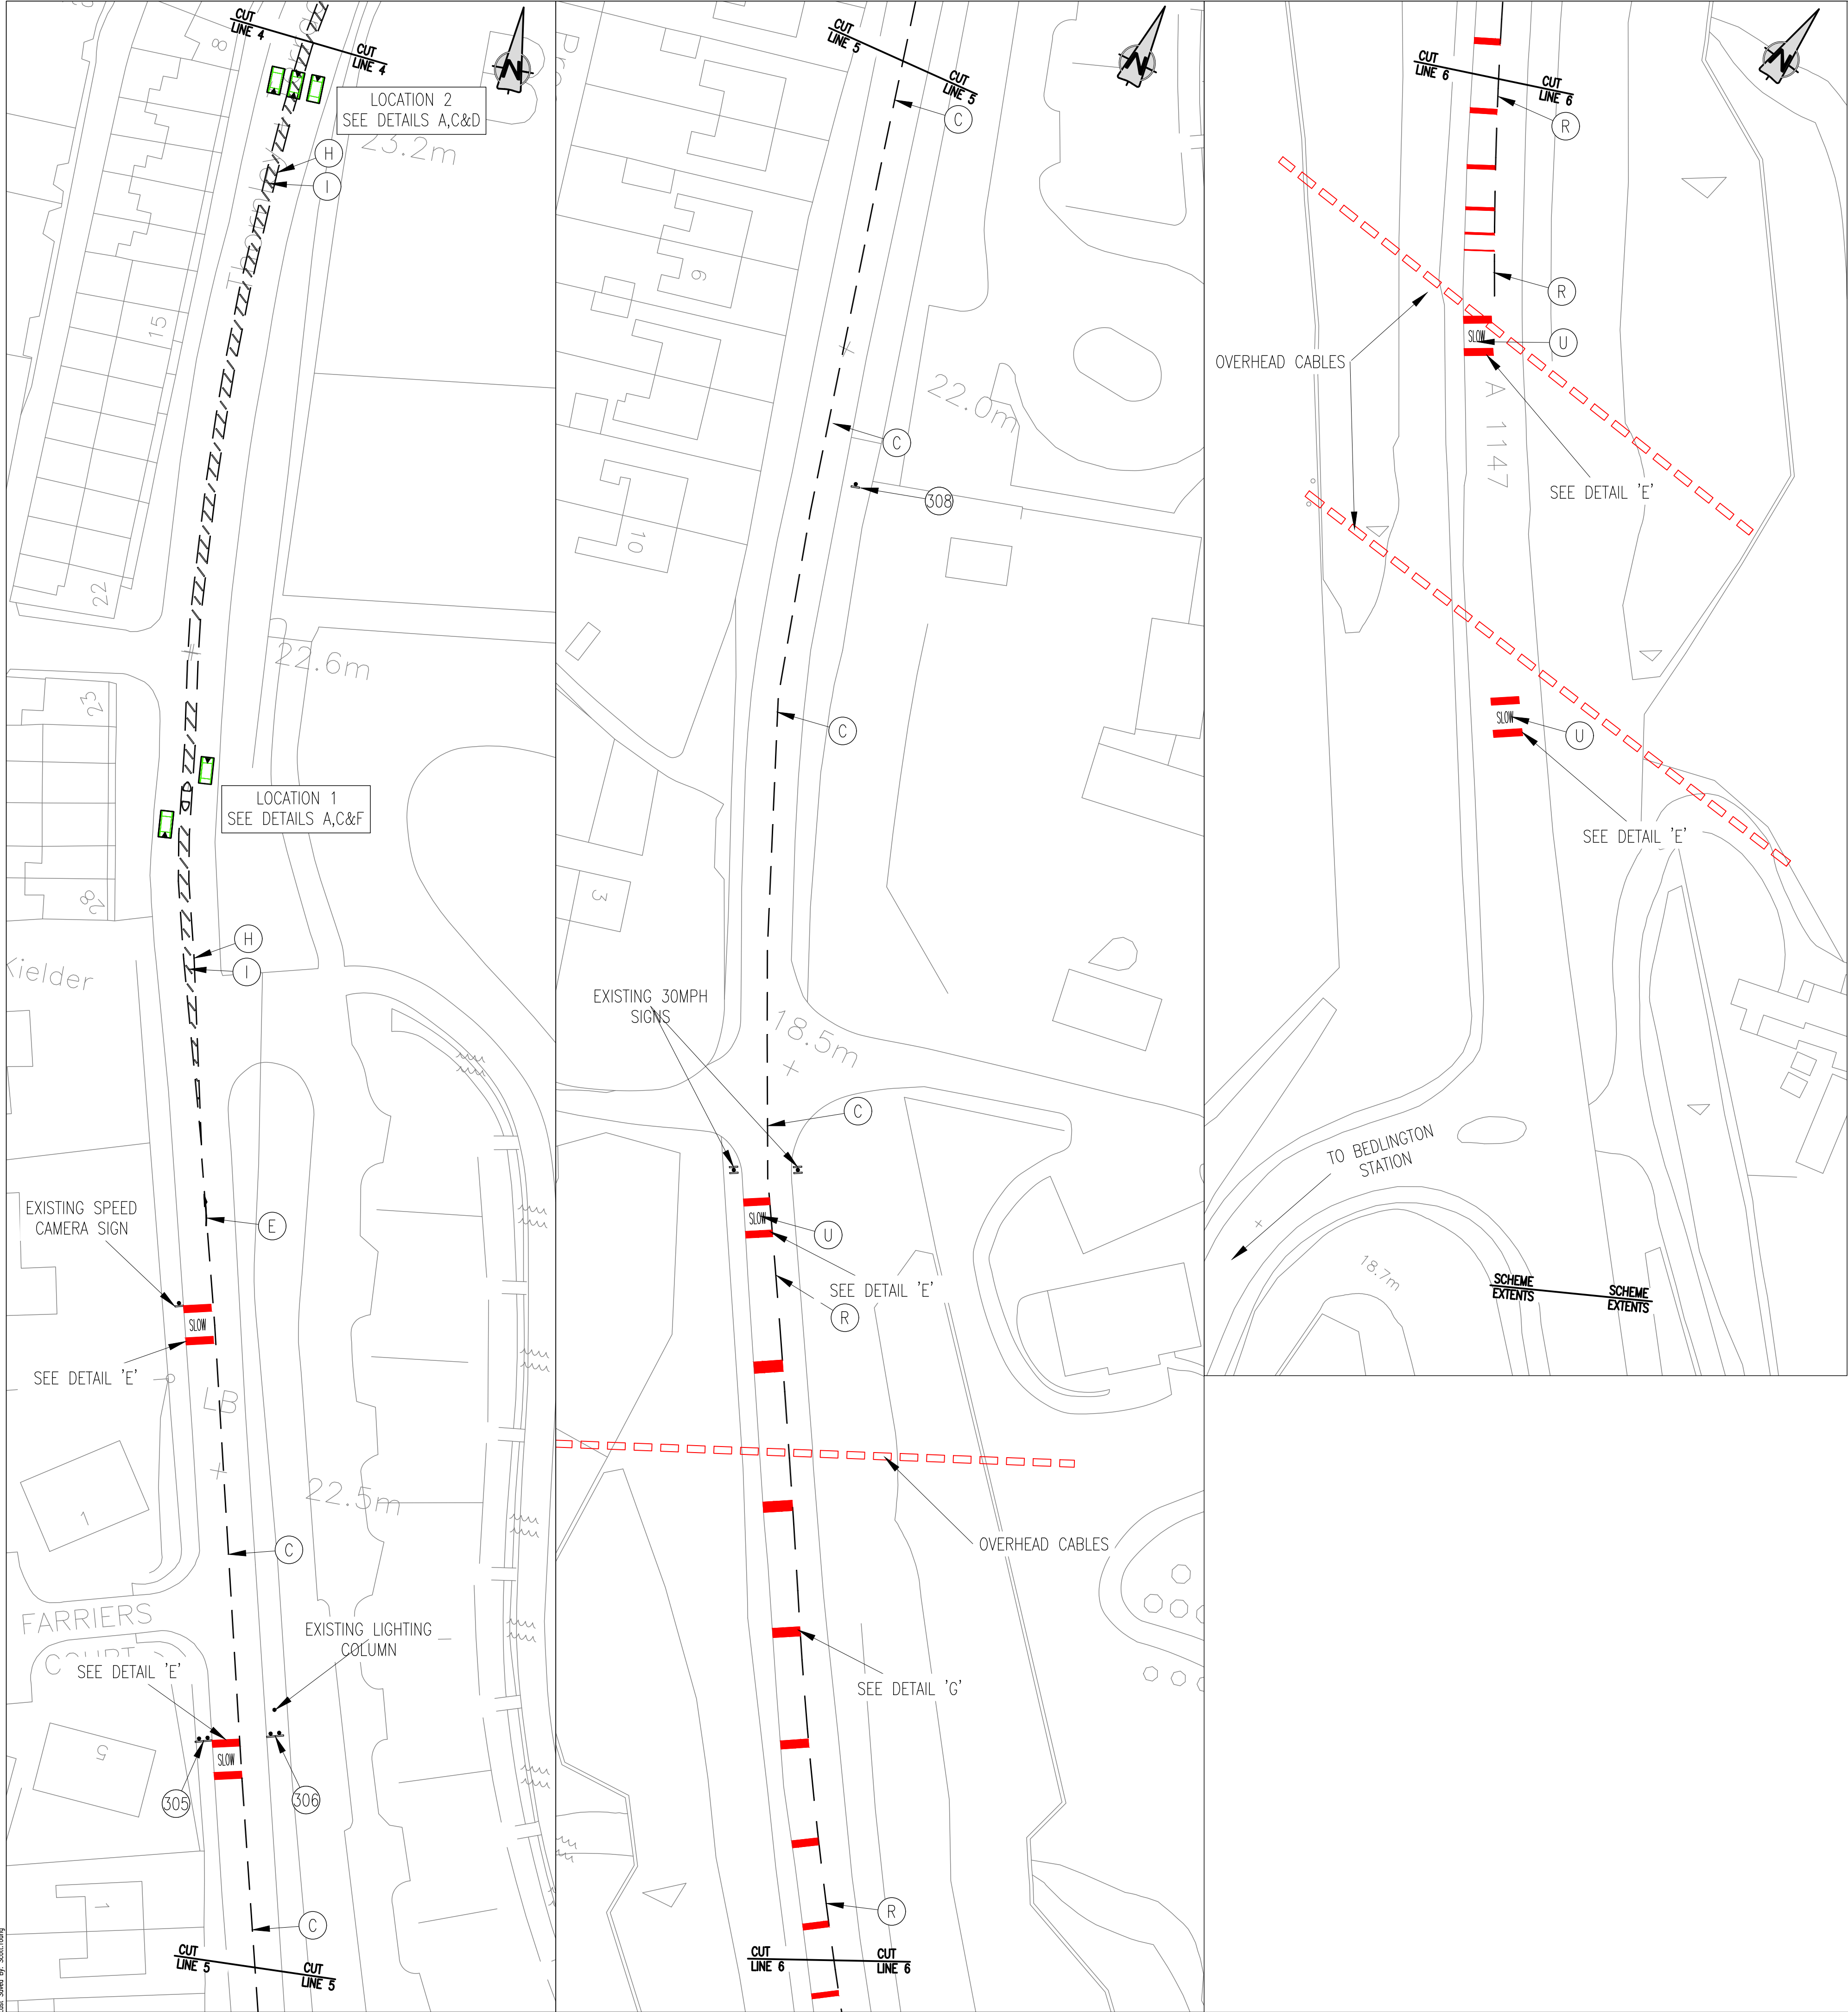 CUT
LINE 4
CUT
LINE 4
N
8
LOCATION 2
SEE DETAILS A,C&D
23.2m
H
I
15
22
22.6m
23
LOCATION 1
SEE DETAILS A,C&F
28
H
I
Kielder
EXISTING SPEED
CAMERA SIGN
E
SLOW
SEE DETAIL 'E'
LB
22.5m
1
C
FARRIERS
COURT
EXISTING LIGHTING
COLUMN
SEE DETAIL 'E'
5
SLOW
305
306
1
C
CUT
LINE 5
CUT
LINE 5
CUT
LINE 5
CUT
LINE 5
N
C
9
22.0m
C
308
10
C
3
EXISTING 30MPH
SIGNS
18.5m
C
SLOW
U
SEE DETAIL 'E'
R
OVERHEAD CABLES
SEE DETAIL 'G'
R
CUT
LINE 6
CUT
LINE 6
CUT
LINE 6
CUT
LINE 6
N
R
R
SLOW
U
OVERHEAD CABLES
A 1147
SEE DETAIL 'E'
SLOW
U
SEE DETAIL 'E'
TO BEDLINGTON
STATION
18.7m
SCHEME
EXTENTS
SCHEME
EXTENTS